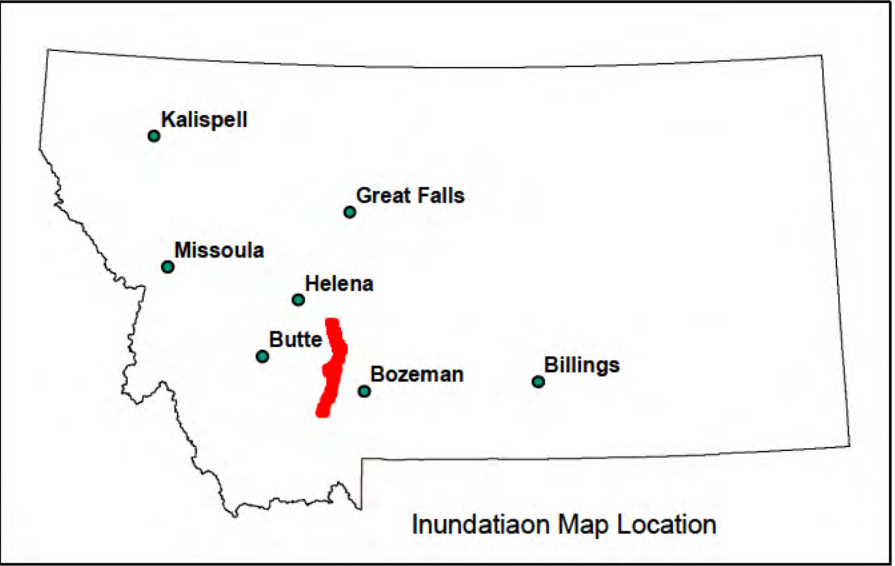 Kalispell
Great Falls
Missoula
Helena
Butte
Billings
Bozeman
Inundatiaon Map Location